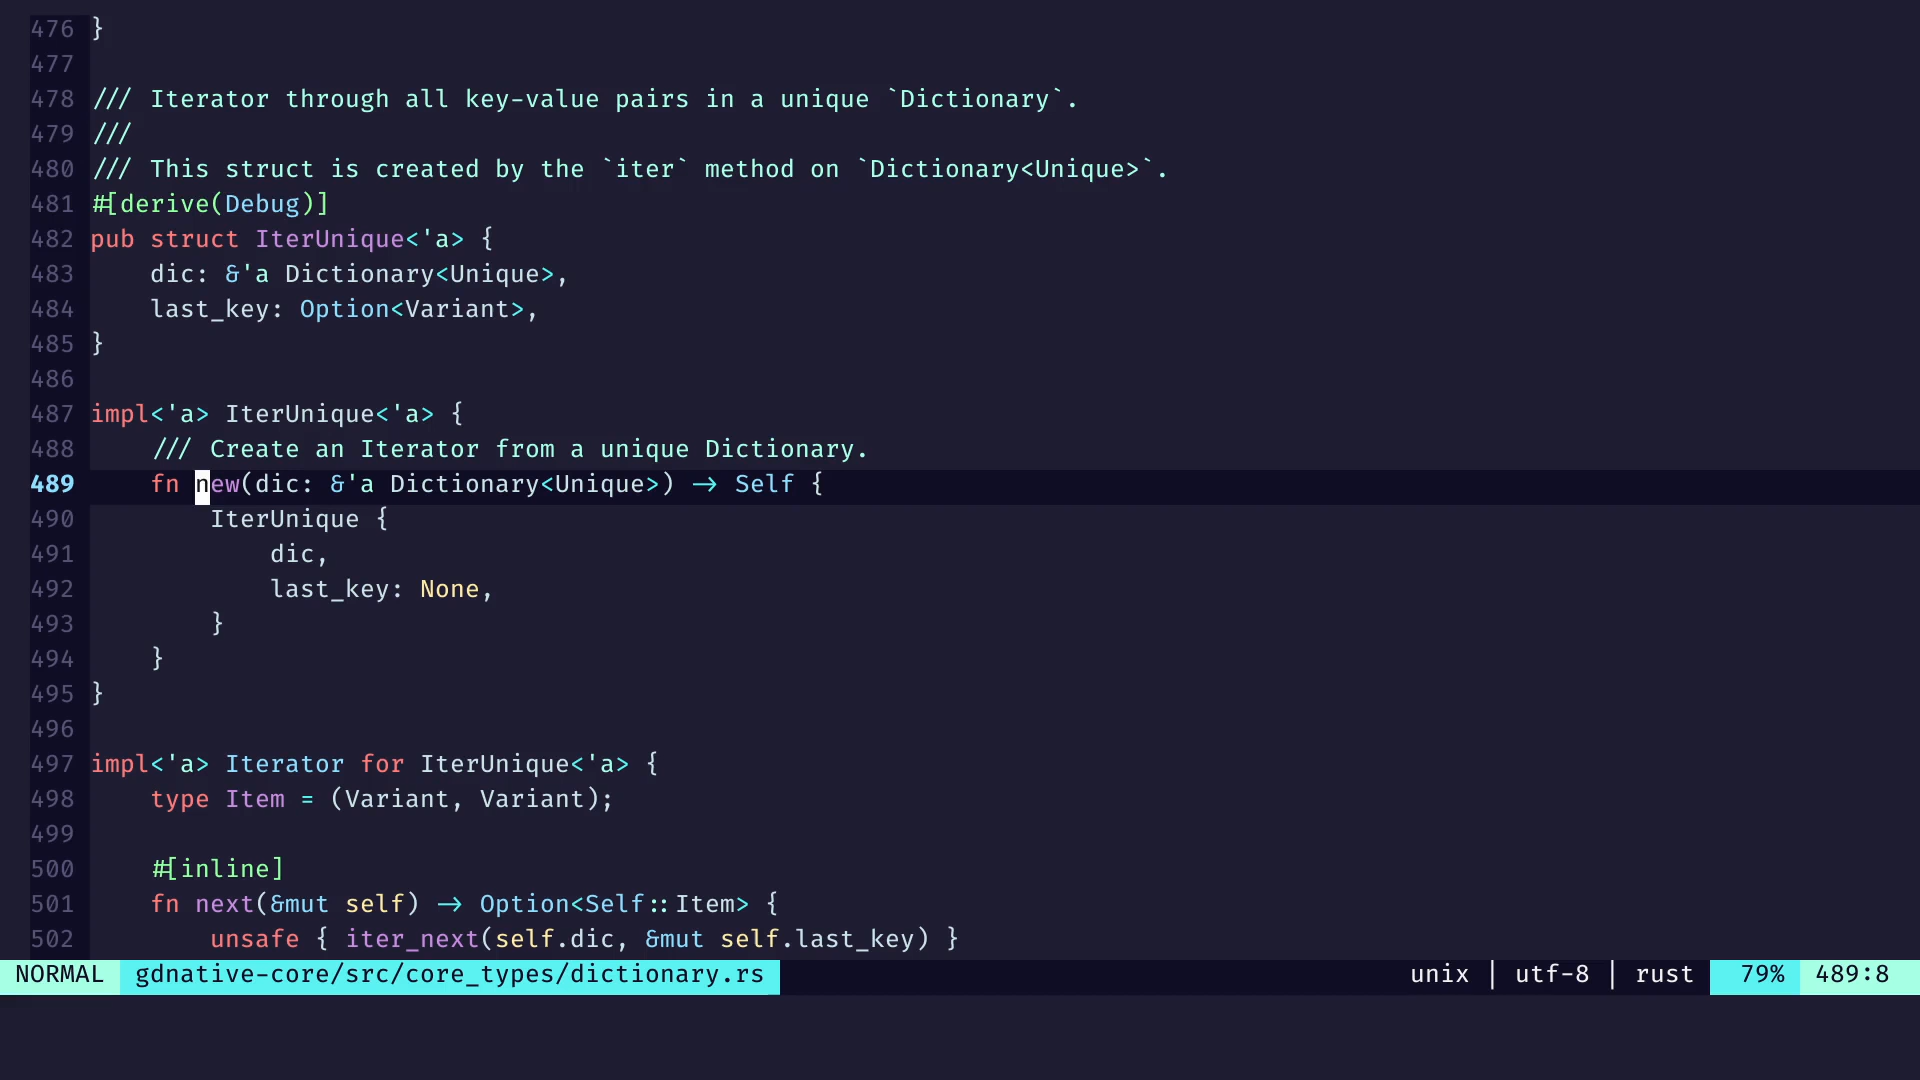 476 }
477
478 /// Iterator through all key-value pairs in a unique `Dictionary`.
479 ///
480 /// This struct is created by the `iter` method on `Dictionary<Unique>`.
481 #[derive(Debug)]
482 pub struct IterUnique<'a> {
483     dic: &'a Dictionary<Unique>,
484     last_key: Option<Variant>,
485 }
486
487 impl<'a> IterUnique<'a> {
488     /// Create an Iterator from a unique Dictionary.
489     fn new(dic: &'a Dictionary<Unique>) -> Self {
490         IterUnique {
491             dic,
492             last_key: None,
493         }
494     }
495 }
496
497 impl<'a> Iterator for IterUnique<'a> {
498     type Item = (Variant, Variant);
499
500     #[inline]
501     fn next(&mut self) -> Option<Self::Item> {
502         unsafe { iter_next(self.dic, &mut self.last_key) }
NORMAL gdnative-core/src/core_types/dictionary.rs unix | utf-8 | rust 79% 489:8